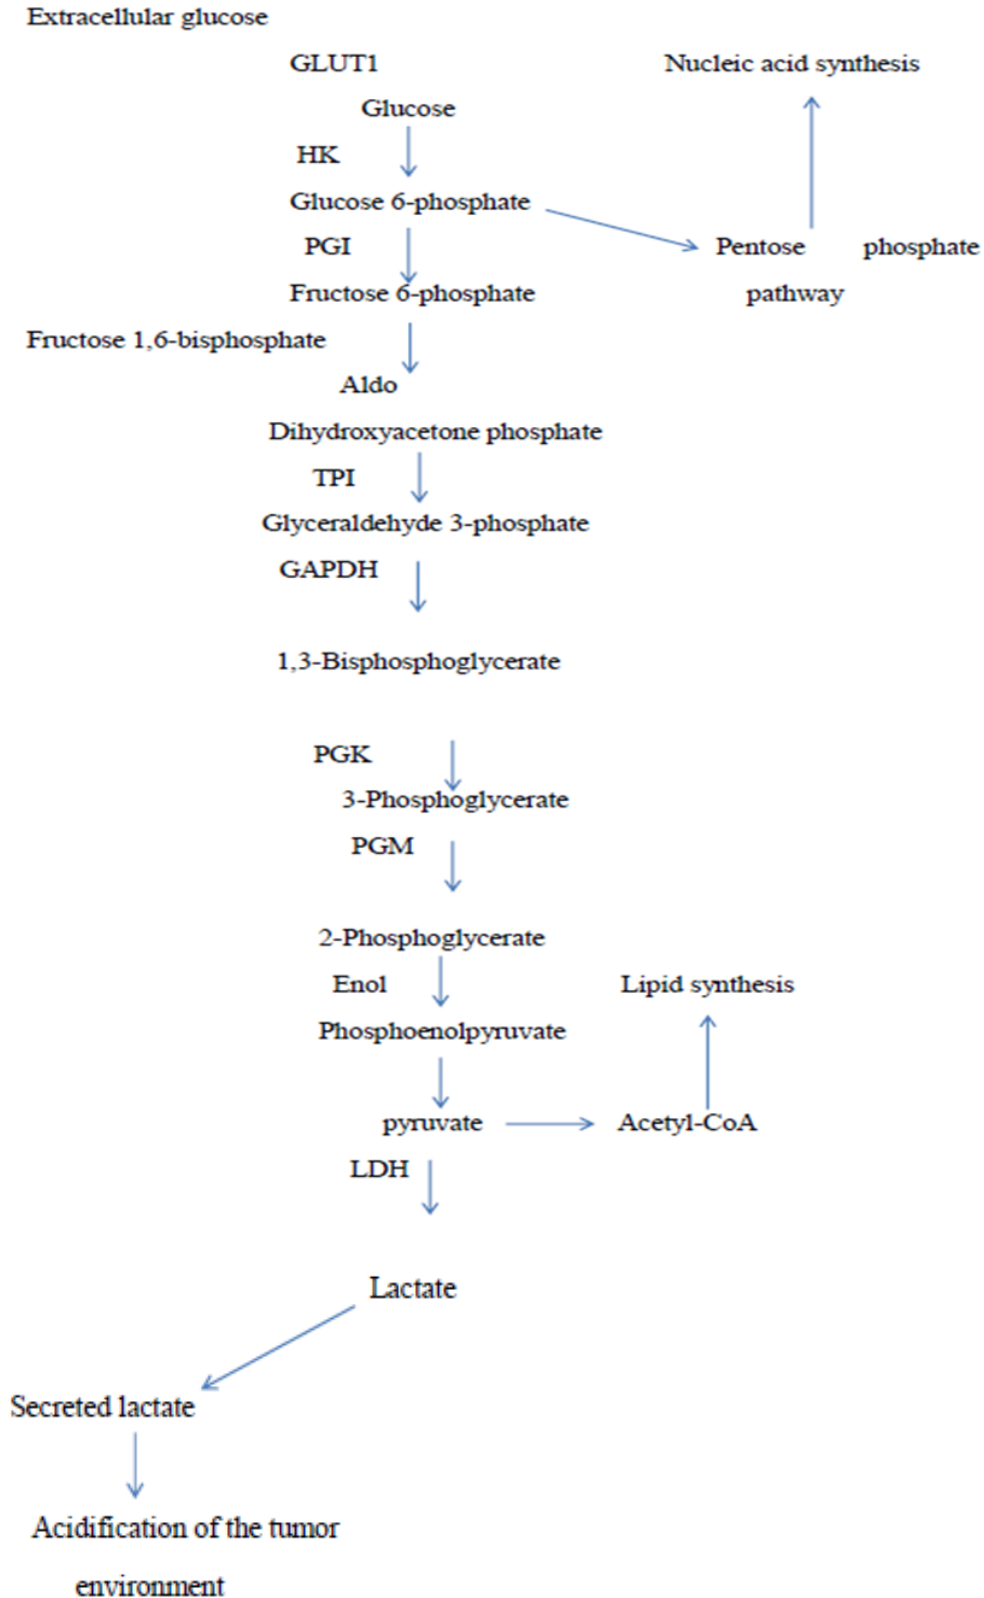 Extracellular glucose
GLUT1 Nucleic acid synthesis
Glucose
HK
Glucose 6-phosphate
PGI Pentose phosphate
Fructose 6-phosphate pathway
Fructose 1,6-bisphosphate
Aldo
Dihydroxyacetone phosphate
TPI
Glyceraldehyde 3-phosphate
GAPDH
1,3-Bisphosphoglycerate
PGK
3-Phosphoglycerate
PGM
2-Phosphoglycerate
Enol Lipid synthesis
Phosphoenolpyruvate
pyruvate Acetyl-CoA
LDH
Lactate
Secreted lactate
Acidification of the tumor
environment